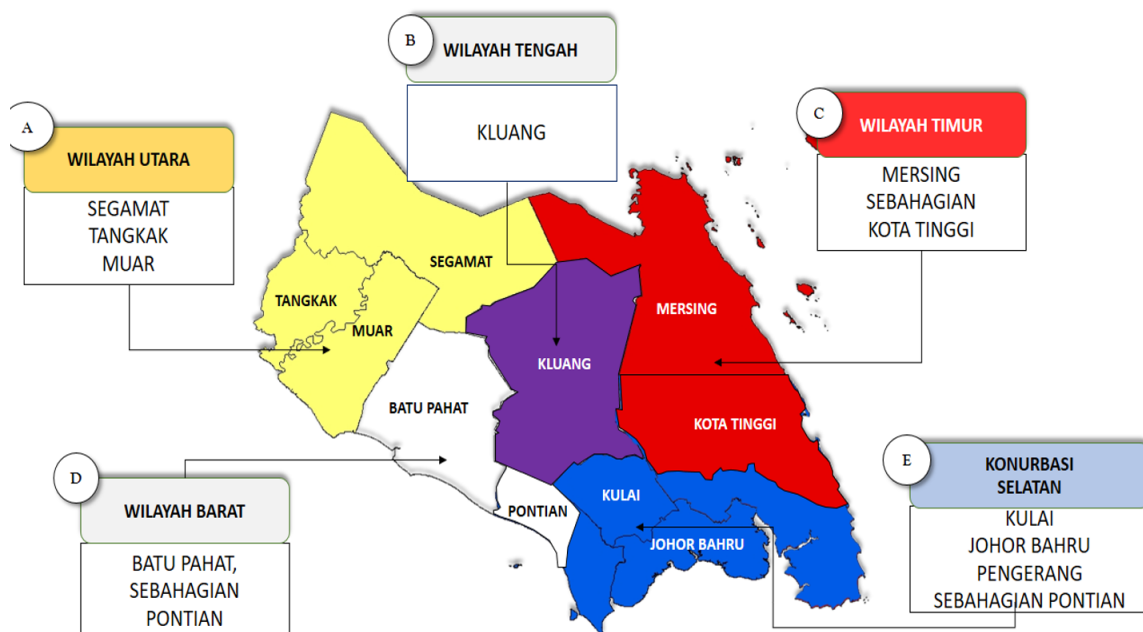 A
WILAYAH UTARA
SEGAMAT
TANGKAK
MUAR
B
WILAYAH TENGAH
KLUANG
C
WILAYAH TIMUR
MERSING
SEBAHAGIAN
KOTA TINGGI
SEGAMAT
TANGKAK
MUAR
MERSING
KLUANG
BATU PAHAT
KOTA TINGGI
KULAI
PONTIAN
JOHOR BAHRU
D
WILAYAH BARAT
BATU PAHAT,
SEBAHAGIAN
PONTIAN
E
KONURBASI
SELATAN
KULAI
JOHOR BAHRU
PENGERANG
SEBAHAGIAN PONTIAN